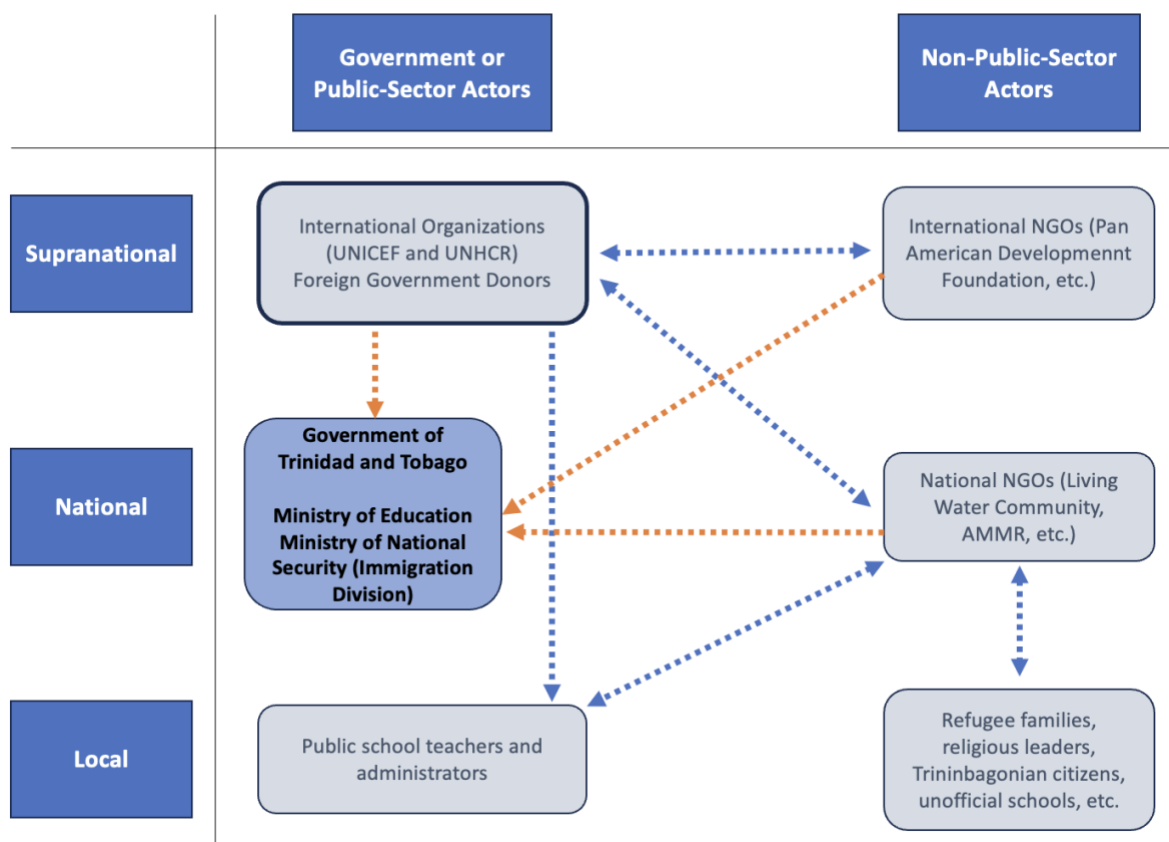 Government or
Public-Sector Actors
Non-Public-Sector
Actors
Supranational
International Organizations
(UNICEF and UNHCR)
Foreign Government Donors
International NGOs (Pan
American Developmennt
Foundation, etc.)
National
Government of
Trinidad and Tobago
Ministry of Education
Ministry of National
Security (Immigration
Division)
National NGOs (Living
Water Community,
AMMR, etc.)
Local
Public school teachers and
administrators
Refugee families,
religious leaders,
Trininbagonian citizens,
unofficial schools, etc.